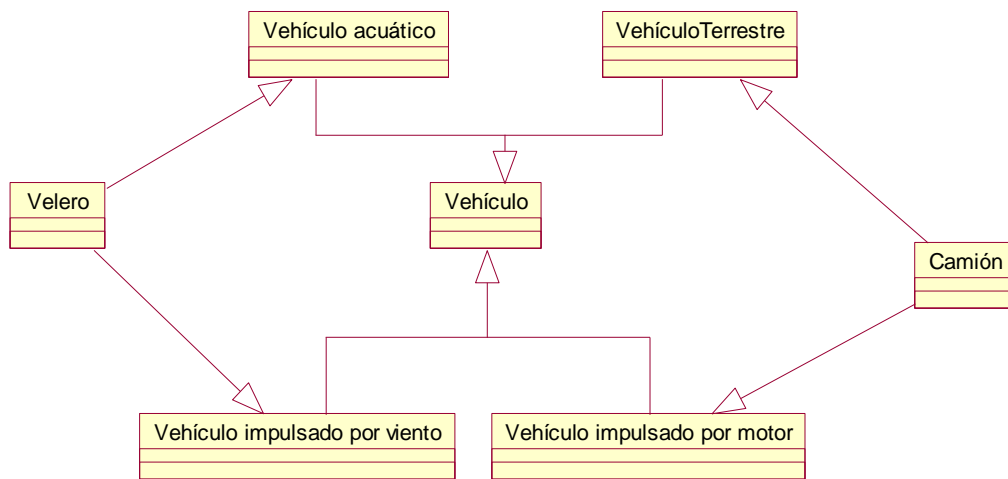 Vehículo acuático
VehículoTerrestre
Velero
Vehículo
Camión
Vehículo impulsado por viento
Vehículo impulsado por motor